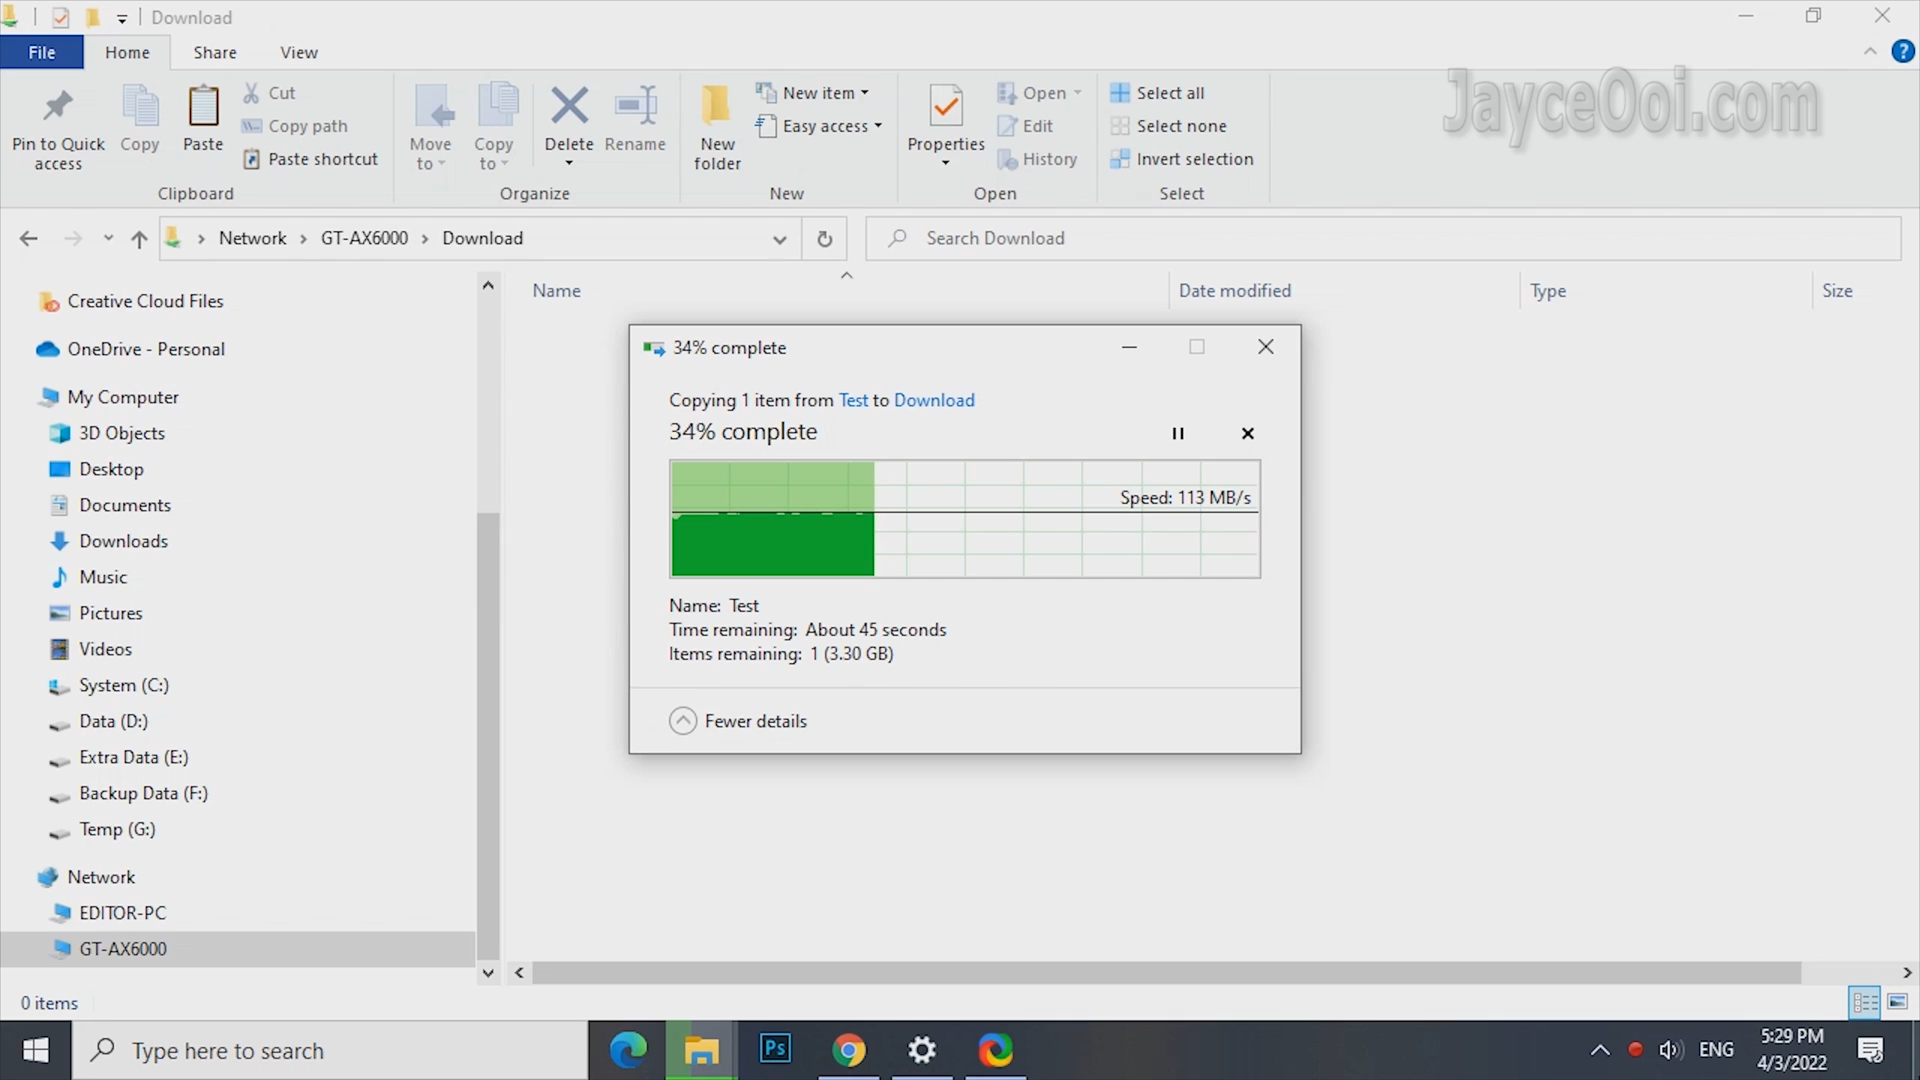 Download
File Home Share View
JayceOoi.com
Pin to Quick access
Copy
Paste
Cut
Copy path
Paste shortcut
Clipboard
Move to
Copy to
Delete
Rename
Organize
New folder
New item
Easy access
New
Properties
Open
Edit
History
Open
Select all
Select none
Invert selection
Select
Network > GT-AX6000 > Download
Search Download
Name Date modified Type Size
Creative Cloud Files
OneDrive - Personal
My Computer
3D Objects
Desktop
Documents
Downloads
Music
Pictures
Videos
System (C:)
Data (D:)
Extra Data (E:)
Backup Data (F:)
Temp (G:)
Network
EDITOR-PC
GT-AX6000
34% complete
Copying 1 item from Test to Download
34% complete
Speed: 113 MB/s
Name: Test
Time remaining: About 45 seconds
Items remaining: 1 (3.30 GB)
Fewer details
0 items
Type here to search
Ps
ENG
5:29 PM
4/3/2022